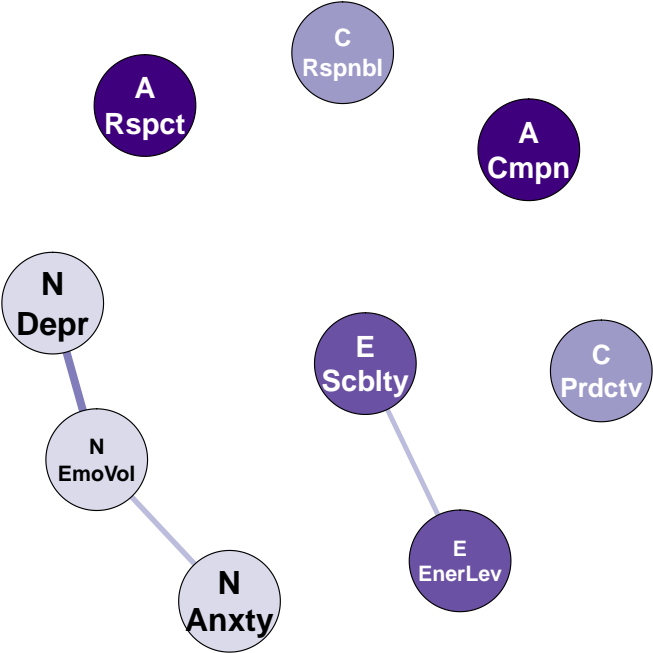 C
Rspnbl
A
Rspct
A
Cmpn
N
Depr
E
Scblty
C
Prdctv
N
EmoVol
E
EnerLev
N
Anxty